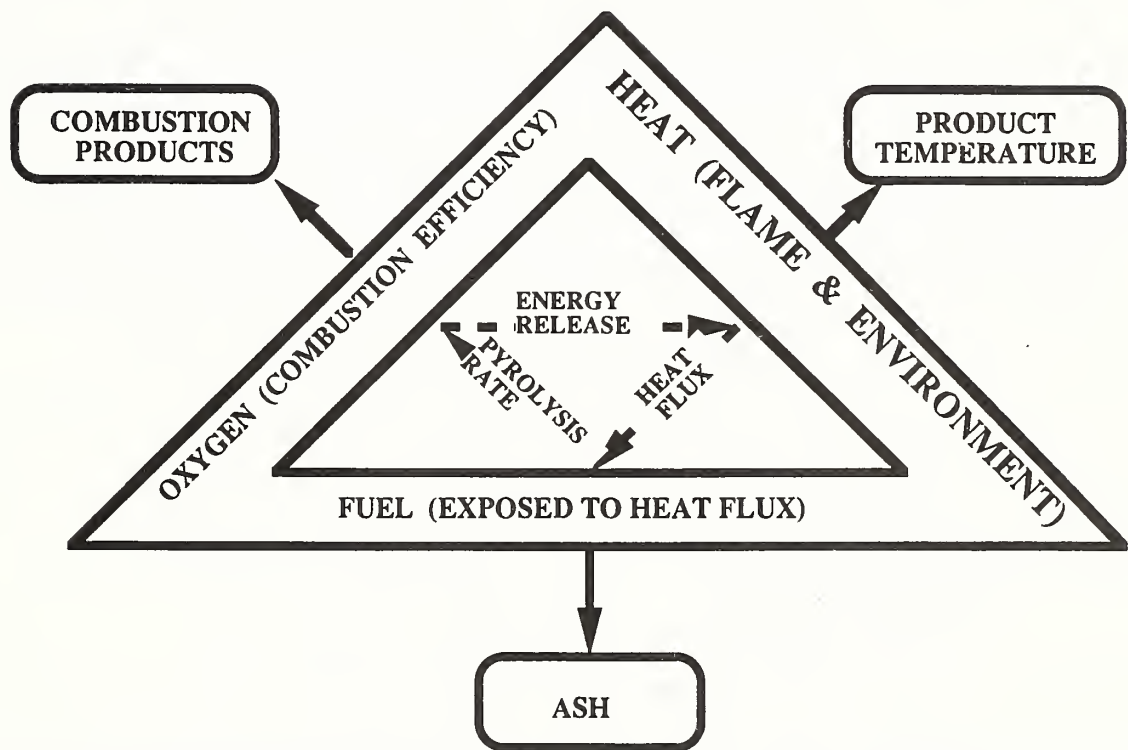 COMBUSTION
PRODUCTS
PRODUCT
TEMPERATURE
OXYGEN (COMBUSTION EFFICIENCY)
HEAT (FLAME & ENVIRONMENT)
ENERGY
RELEASE
PYROLYSIS
RATE
HEAT
FLUX
FUEL (EXPOSED TO HEAT FLUX)
ASH